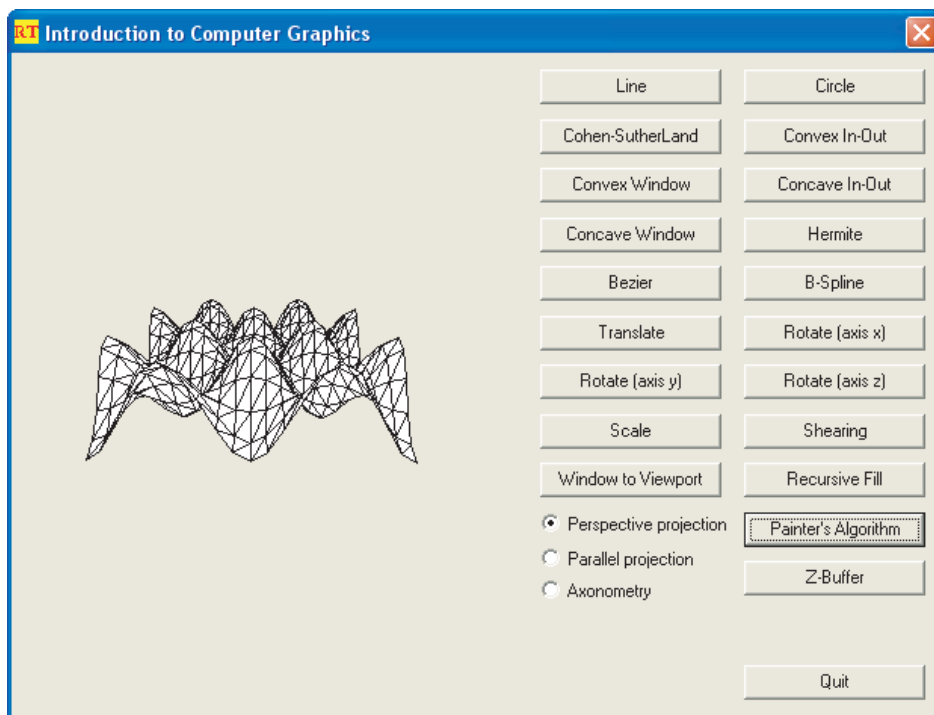 RT Introduction to Computer Graphics
Line Circle
Cohen-SutherLand Convex In-Out
Convex Window Concave In-Out
Concave Window Hermite
Bezier B-Spline
Translate Rotate (axis x)
Rotate (axis y) Rotate (axis z)
Scale Shearing
Window to Viewport Recursive Fill
Perspective projection Painter's Algorithm
Parallel projection
Z-Buffer
Axonometry
Quit